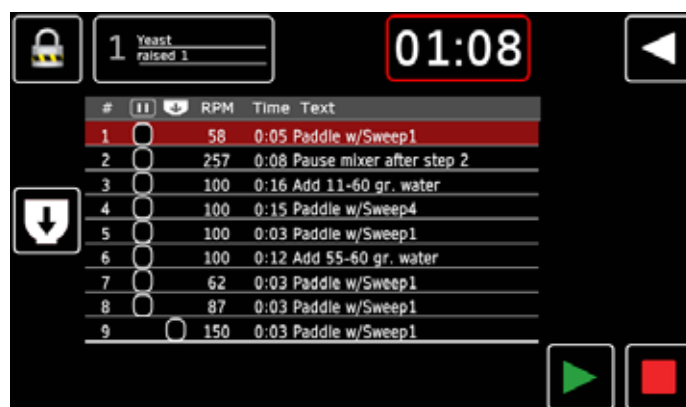 1 Yeast
raised 1
01:08
# RPM Time Text
1 58 0:05 Paddle w/Sweep1
2 257 0:08 Pause mixer after step 2
3 100 0:16 Add 11-60 gr. water
4 100 0:15 Paddle w/Sweep4
5 100 0:03 Paddle w/Sweep1
6 100 0:12 Add 55-60 gr. water
7 62 0:03 Paddle w/Sweep1
8 87 0:03 Paddle w/Sweep1
9 150 0:03 Paddle w/Sweep1